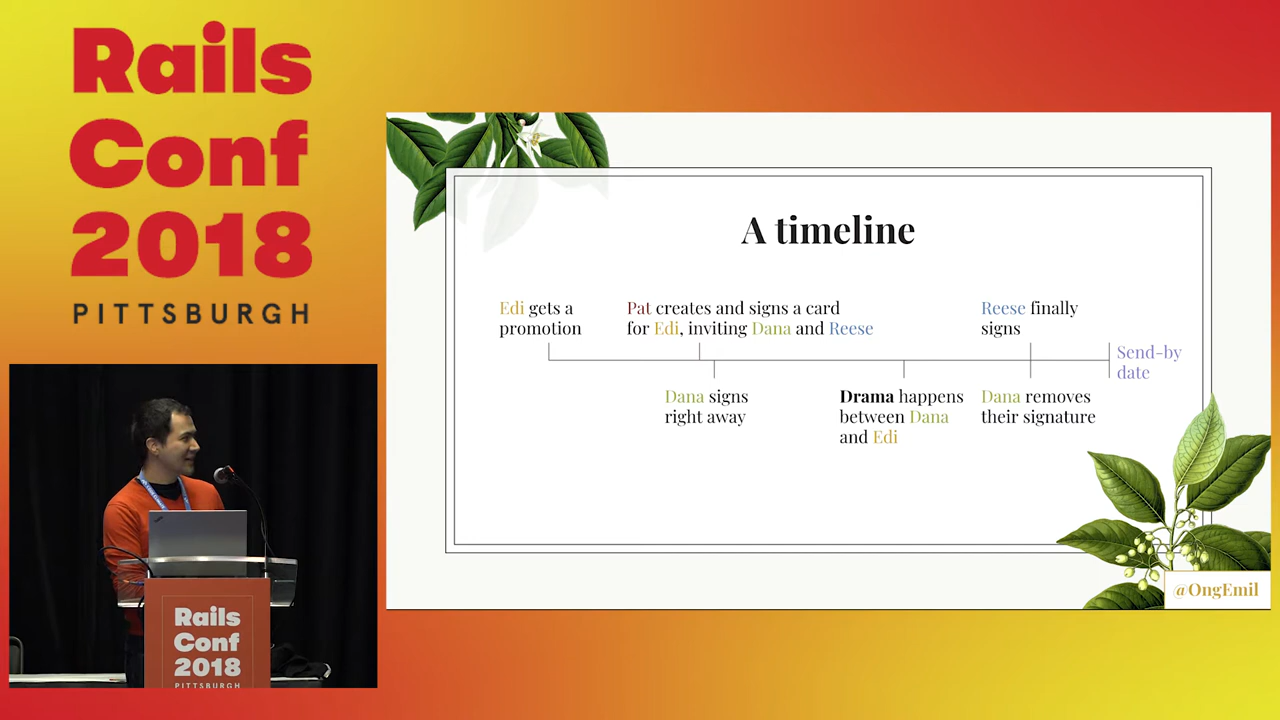 Rails
Conf
2018
PITTSBURGH
A timeline
Edi gets a
promotion
Pat creates and signs a card
for Edi, inviting Dana and Reese
Reese finally
signs
Send-by
date
Dana signs
right away
Drama happens
between Dana
and Edi
Dana removes
their signature
@OngEmil
Rails
Conf
2018
PITTSBURGH